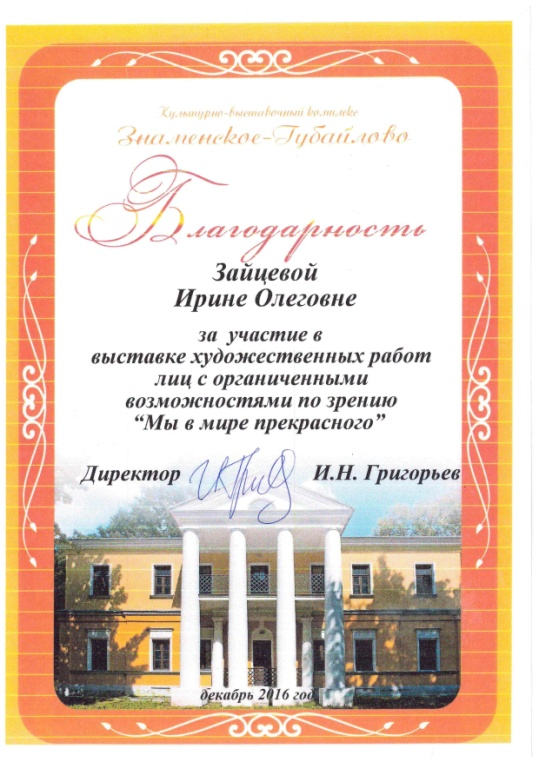 Культурно-выставочный комплекс
Знаменское-Губайлово
Благодарность
Зайцевой
Ирине Олеговне
за участие в
выставке художественных работ
лиц с органиченными
возможностями по зрению
“Мы в мире прекрасного”
Директор И.Н. Григорьев
декабрь 2016 год